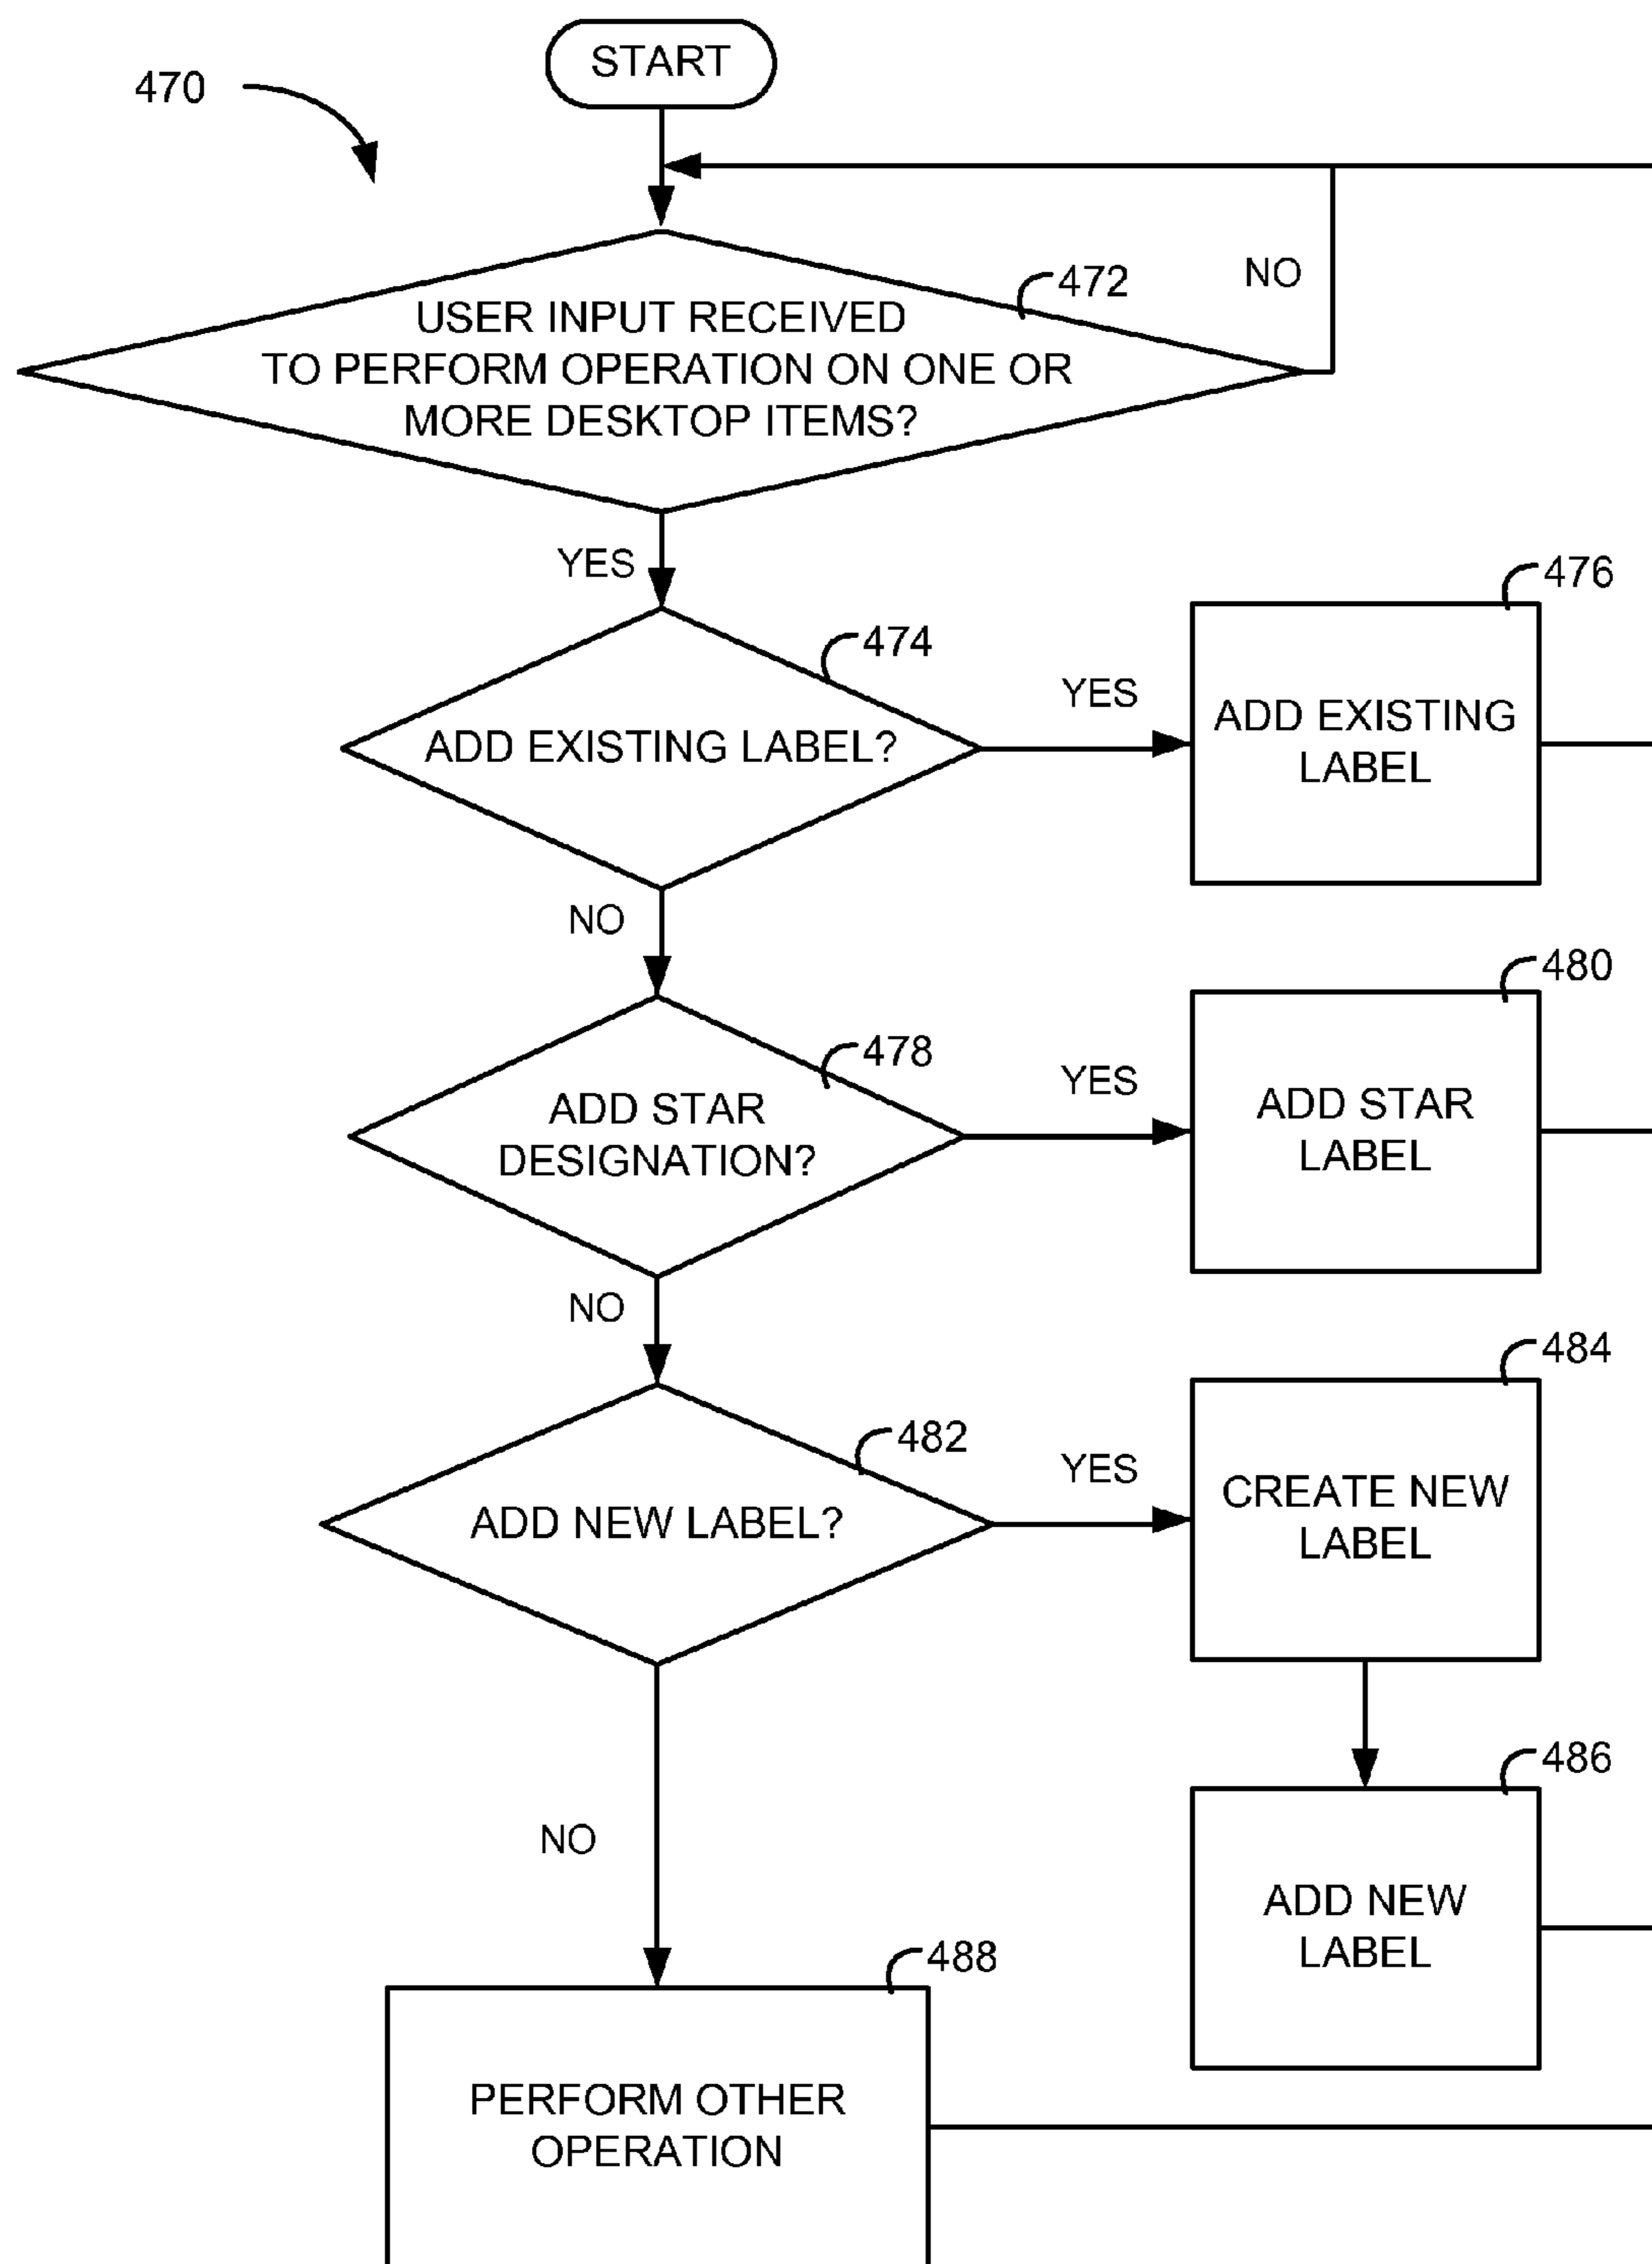 START
470
472
NO
USER INPUT RECEIVED
TO PERFORM OPERATION ON ONE OR
MORE DESKTOP ITEMS?
YES
474
476
YES
ADD EXISTING LABEL?
ADD EXISTING
LABEL
NO
478
480
YES
ADD STAR
DESIGNATION?
ADD STAR
LABEL
NO
482
484
YES
ADD NEW LABEL?
CREATE NEW
LABEL
486
NO
ADD NEW
LABEL
488
PERFORM OTHER
OPERATION